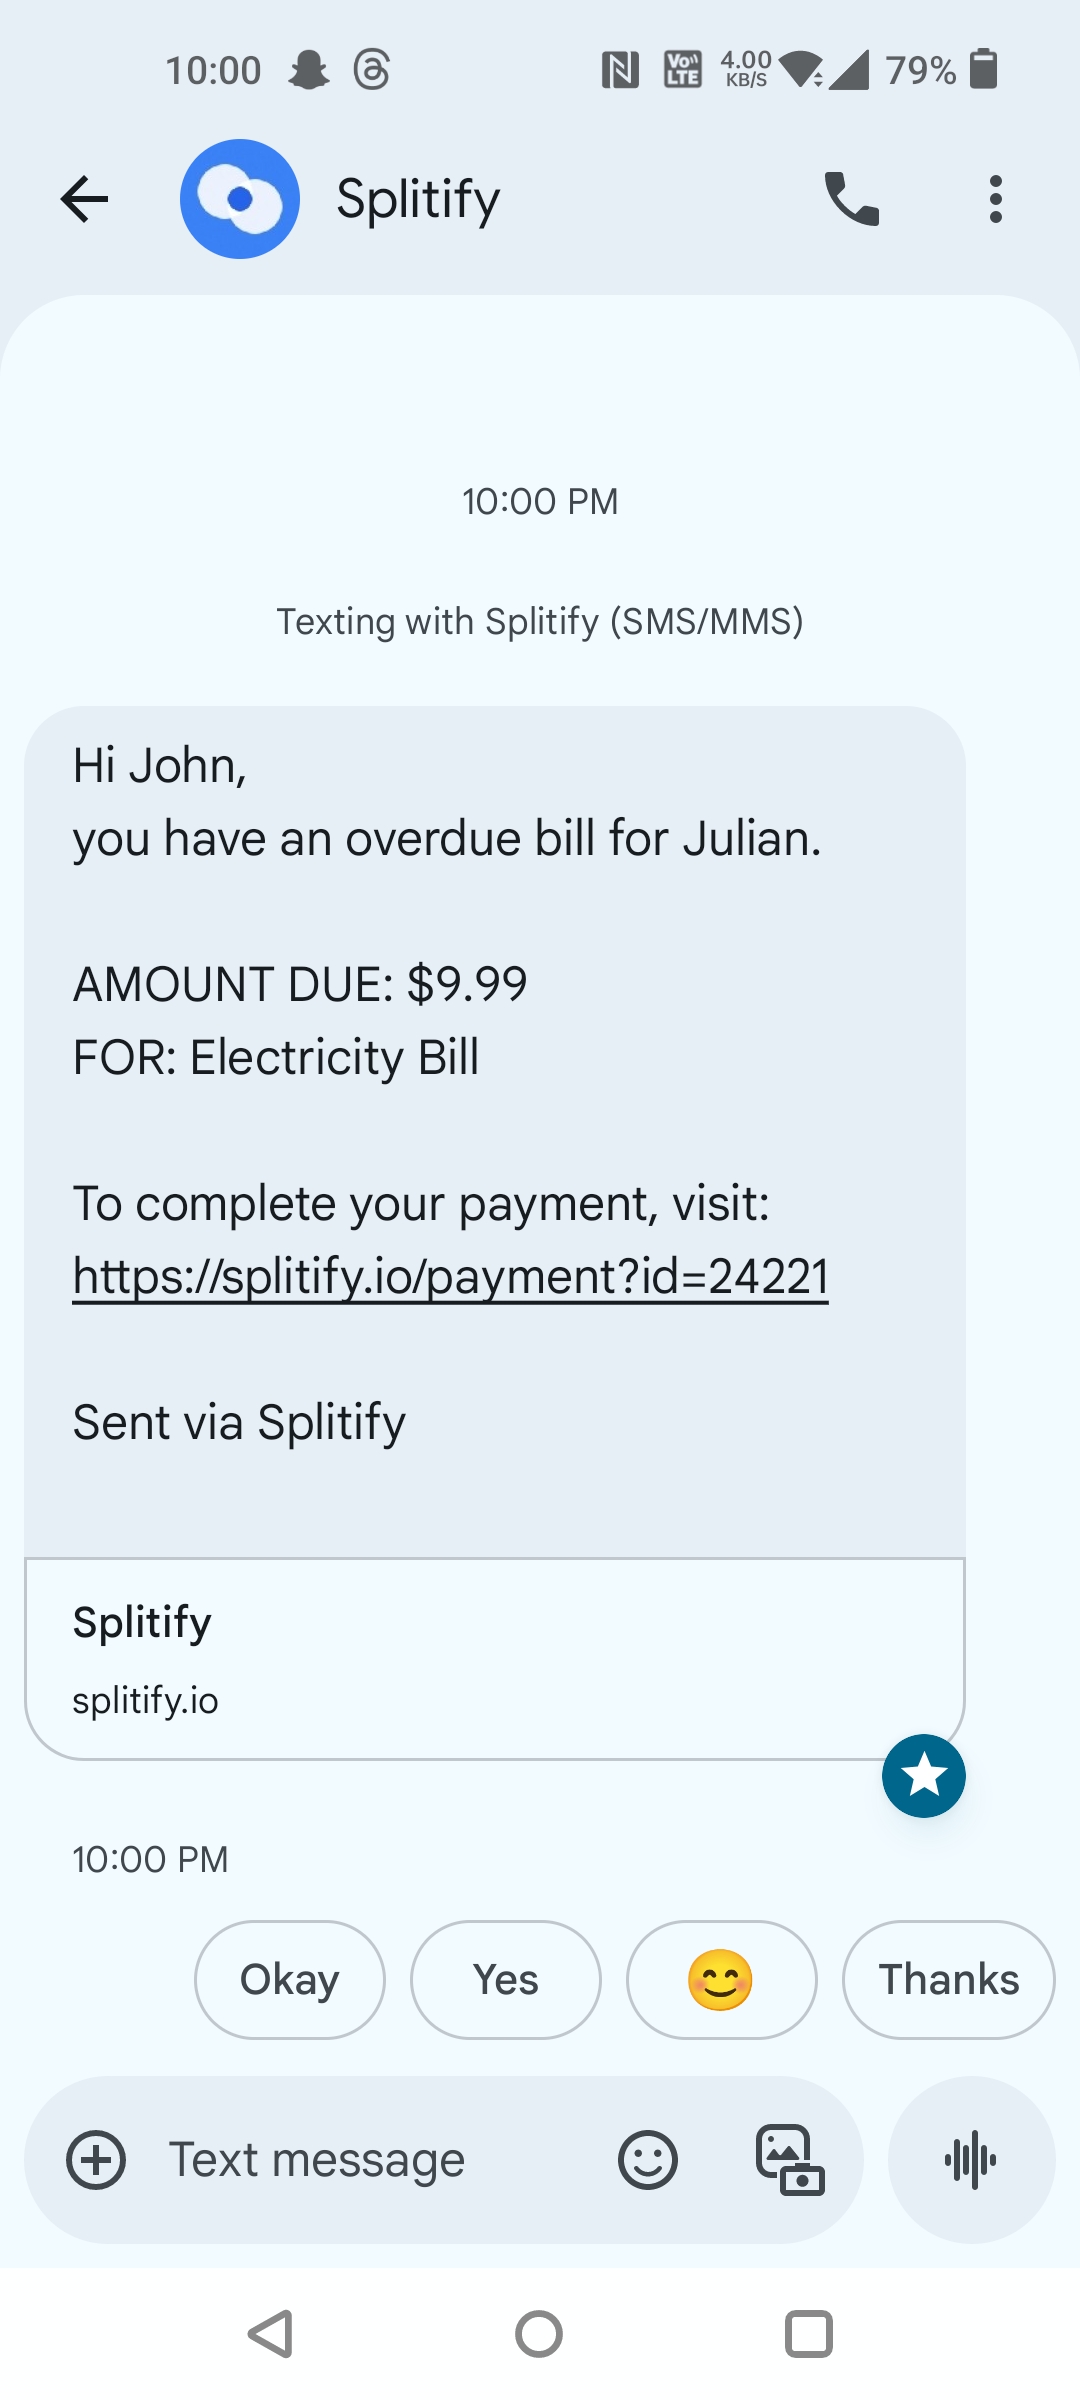 10:00
Vo LTE
4.00 KB/S
79%
Splitify
10:00 PM
Texting with Splitify (SMS/MMS)
Hi John,
you have an overdue bill for Julian.
AMOUNT DUE: $9.99
FOR: Electricity Bill
To complete your payment, visit:
https://splitify.io/payment?id=24221
Sent via Splitify
Splitify
splitify.io
10:00 PM
Okay
Yes
Thanks
Text message